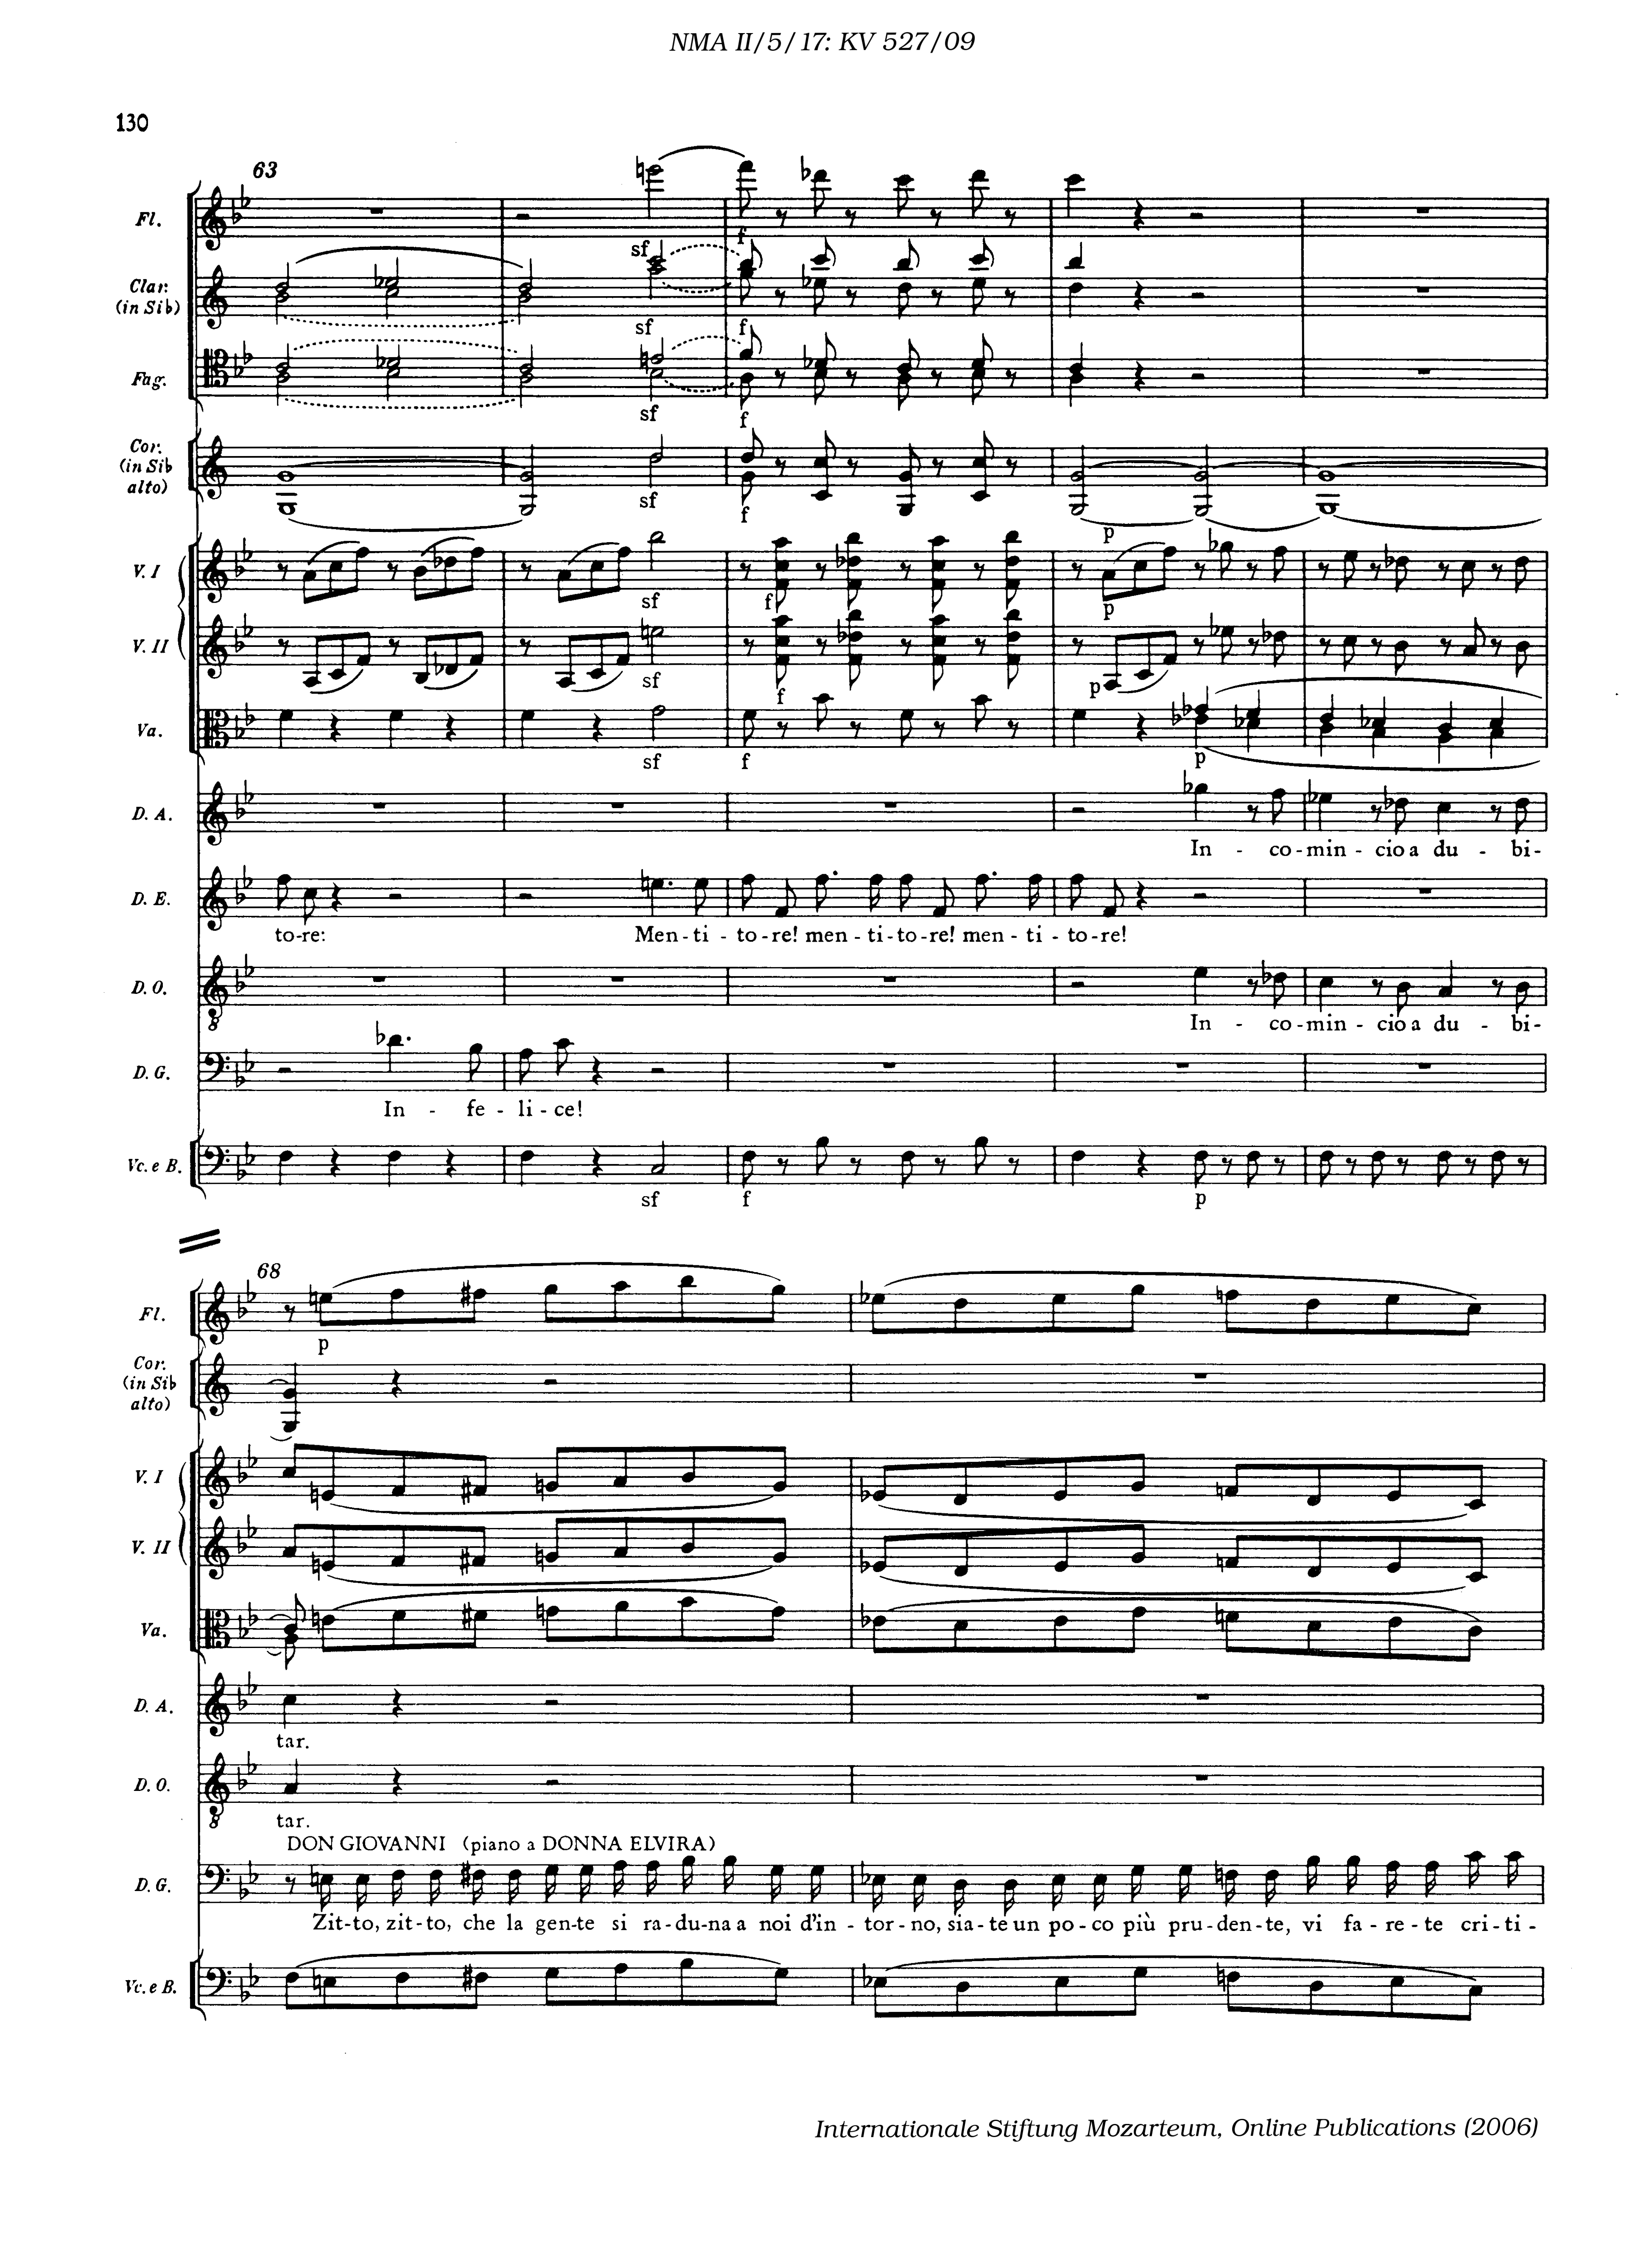 NMA II/5/17: KV 527/09
130
63
Fl.
sf f
Clar.
(in Sib)
sf f
Fag.
sf f
Cor.
(in Sib
alto)
sf f
p
V. I
sf f p
V. II
sf f p
Va.
sf f p
D. A.
In - co-min - cio a du - bi-
D. E.
to-re: Men-ti - to-re! men-ti-to-re! men-ti-to-re!
D. O.
In - co-min - cio a du - bi-
D. G.
In - fe - li-ce!
Vc. e B.
sf f p
68
Fl.
p
Cor.
(in Sib
alto)
V. I
V. II
Va.
D. A.
tar.
D. O.
tar.
DON GIOVANNI (piano a DONNA ELVIRA)
D. G.
Zit-to, zit-to, che la gen-te si ra-du-na a noi d'in-tor-no, sia-te un po-co più pru-den-te, vi fa-re-te cri-ti-
Vc. e B.
Internationale Stiftung Mozarteum, Online Publications (2006)